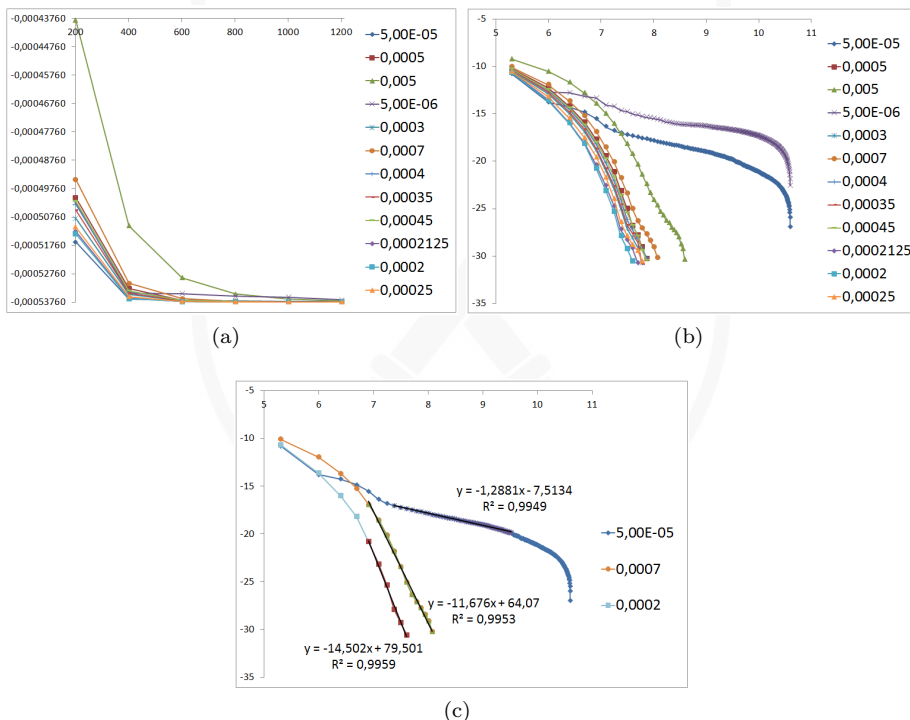 200 400 600 800 1000 1200
-0,00043760
-0,00044760
-0,00045760
-0,00046760
-0,00047760
-0,00048760
-0,00049760
-0,00050760
-0,00051760
-0,00052760
-0,00053760
5,00E-05
0,0005
0,005
5,00E-06
0,0003
0,0007
0,0004
0,00035
0,00045
0,0002125
0,0002
0,00025
(a)
5 6 7 8 9 10 11
-5
-10
-15
-20
-25
-30
-35
5,00E-05
0,0005
0,005
5,00E-06
0,0003
0,0007
0,0004
0,00035
0,00045
0,0002125
0,0002
0,00025
(b)
5 6 7 8 9 10 11
-5
-10
-15
-20
-25
-30
-35
y = -1,2881x - 7,5134
R² = 0,9949
y = -11,676x + 64,07
R² = 0,9953
y = -14,502x + 79,501
R² = 0,9959
5,00E-05
0,0007
0,0002
(c)